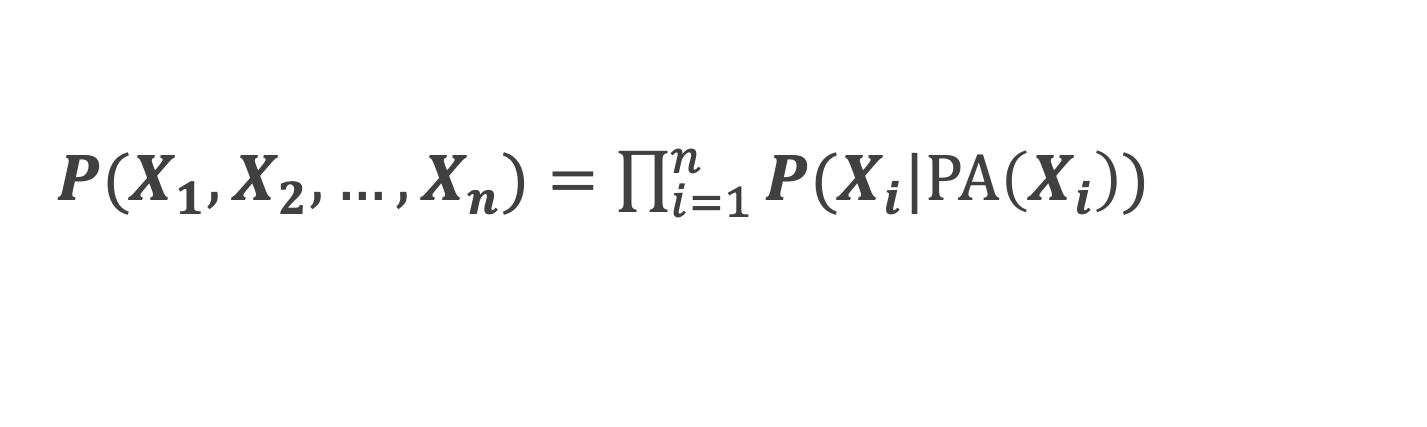 P(X₁, X₂, … , Xₙ) = ∏ⁿᵢ₌₁ P(Xᵢ|PA(Xᵢ))